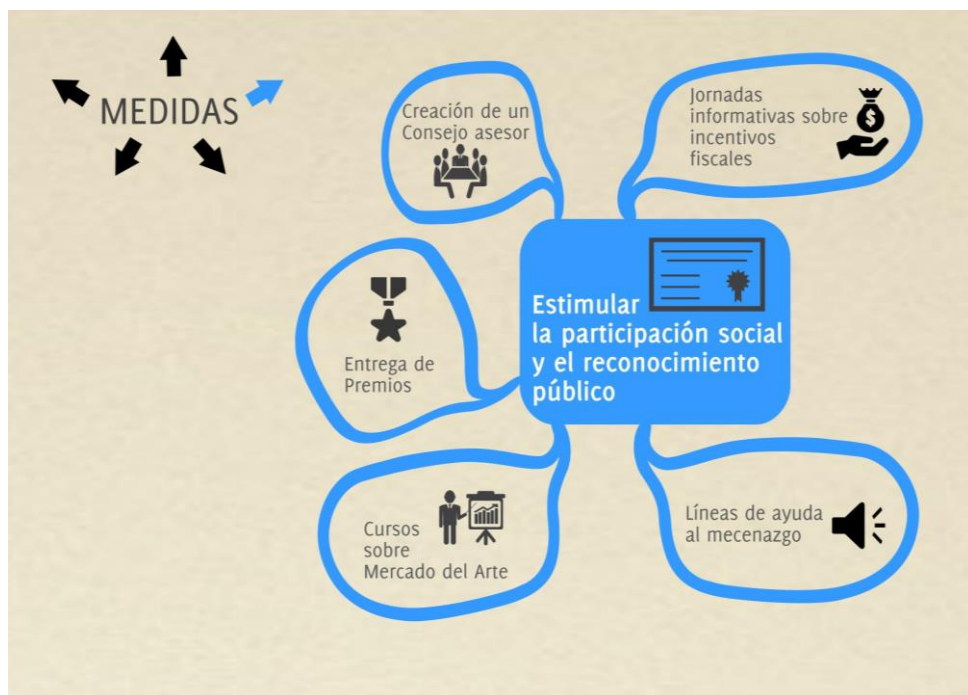 MEDIDAS
Creación de un
Consejo asesor
Jornadas
informativas sobre
incentivos
fiscales
Estimular
la participación social
y el reconocimiento
público
Entrega de
Premios
Cursos
sobre
Mercado del Arte
Líneas de ayuda
al mecenazgo